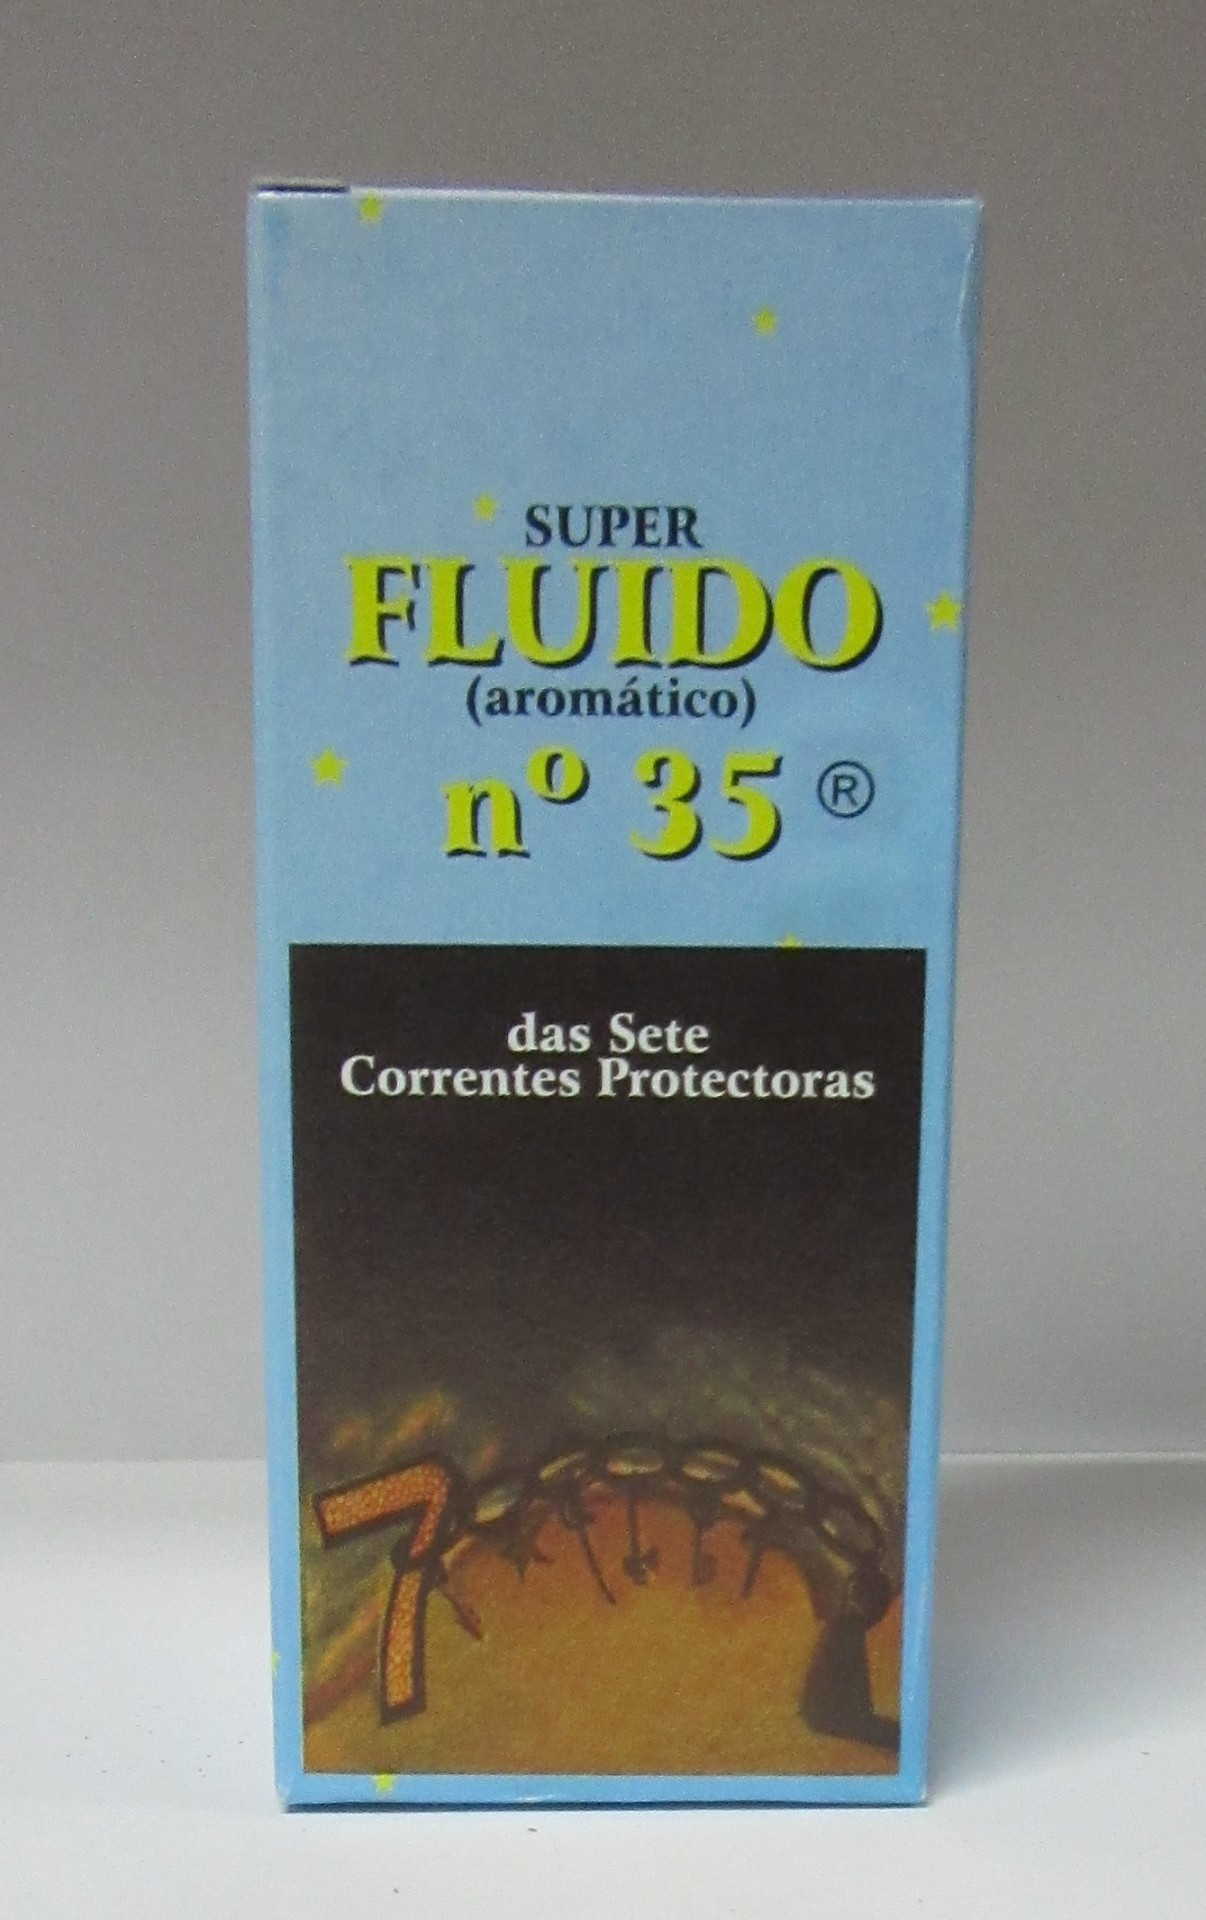 SUPER
FLUIDO
(aromático)
nº 35 ®
das Sete
Correntes Protectoras
7